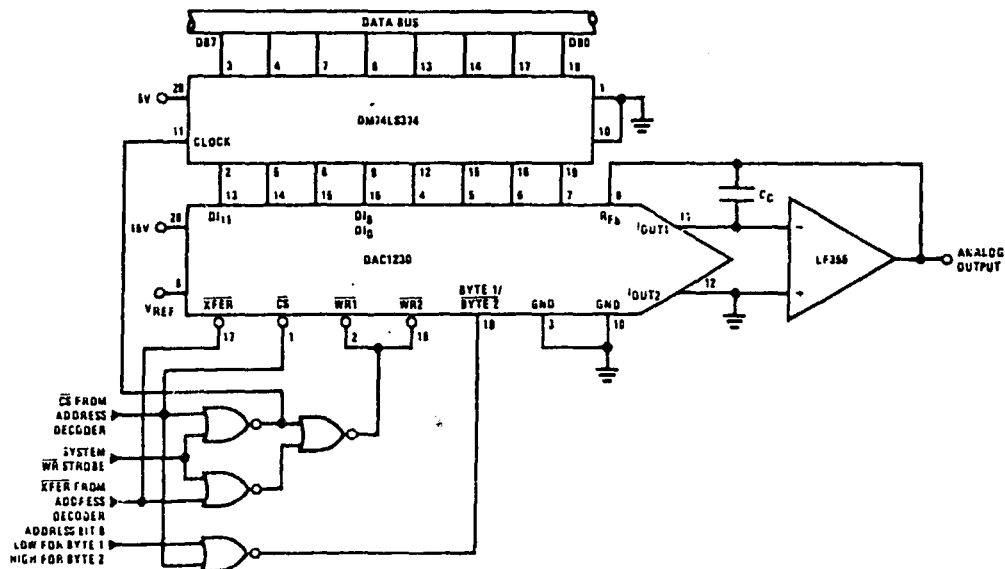 DATA BUS
DB7
DB0
3 4 7 8 13 14 17 18
5V
20
DM74LS374
1
10
11
CLOCK
2 5 6 9 12 15 16 19
13 14 15 16 4 5 6 7
9
DI11
DI8
DI0
RFb
IOUT1
11
CC
15V
20
DAC1230
LF356
ANALOG
OUTPUT
VREF
8
IOUT2
12
XFER
CS
WR1
WR2
BYTE 1/
BYTE 2
GND
GND
17
1
2
18
19
3
10
CS FROM
ADDRESS
DECODER
SYSTEM
WR STROBE
XFER FROM
ADDRESS
DECODER
ADDRESS BIT 0
LOW FOR BYTE 1
HIGH FOR BYTE 2